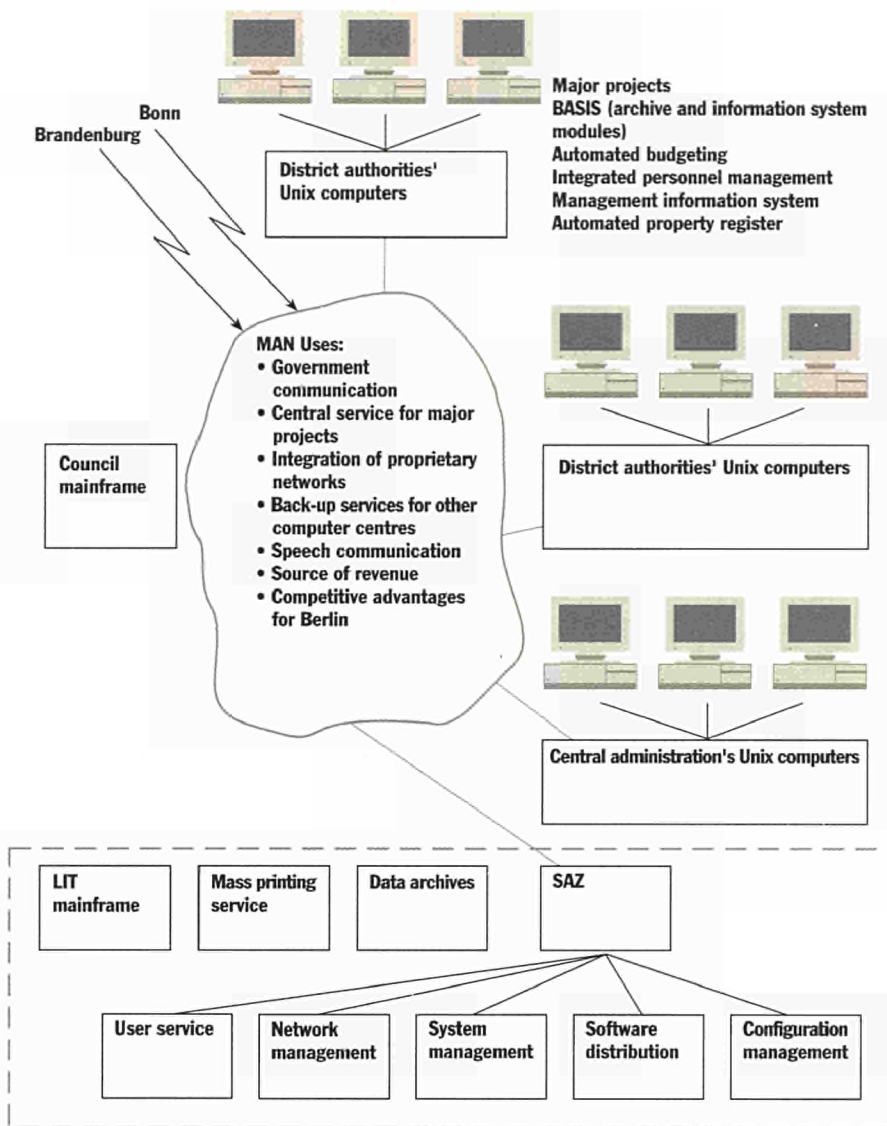 Bonn
Brandenburg
District authorities'
Unix computers
Major projects
BASIS (archive and information system
modules)
Automated budgeting
Integrated personnel management
Management information system
Automated property register
MAN Uses:
• Government
communication
• Central service for major
projects
• Integration of proprietary
networks
• Back-up services for other
computer centres
• Speech communication
• Source of revenue
• Competitive advantages
for Berlin
Council
mainframe
District authorities' Unix computers
Central administration's Unix computers
LIT
mainframe
Mass printing
service
Data archives
SAZ
User service
Network
management
System
management
Software
distribution
Configuration
management